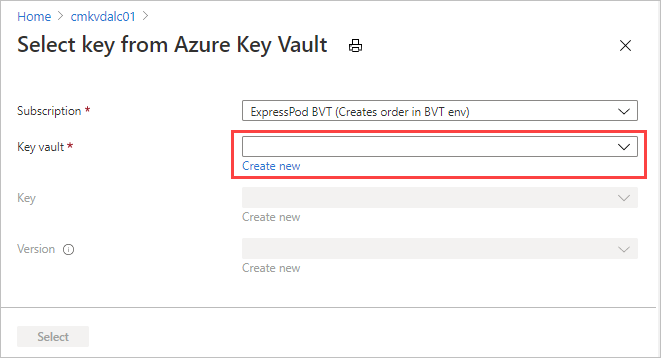 Home > cmkvdalc01 >
Select key from Azure Key Vault
Subscription * ExpressPod BVT (Creates order in BVT env)
Key vault *
Create new
Key
Create new
Version
Create new
Select